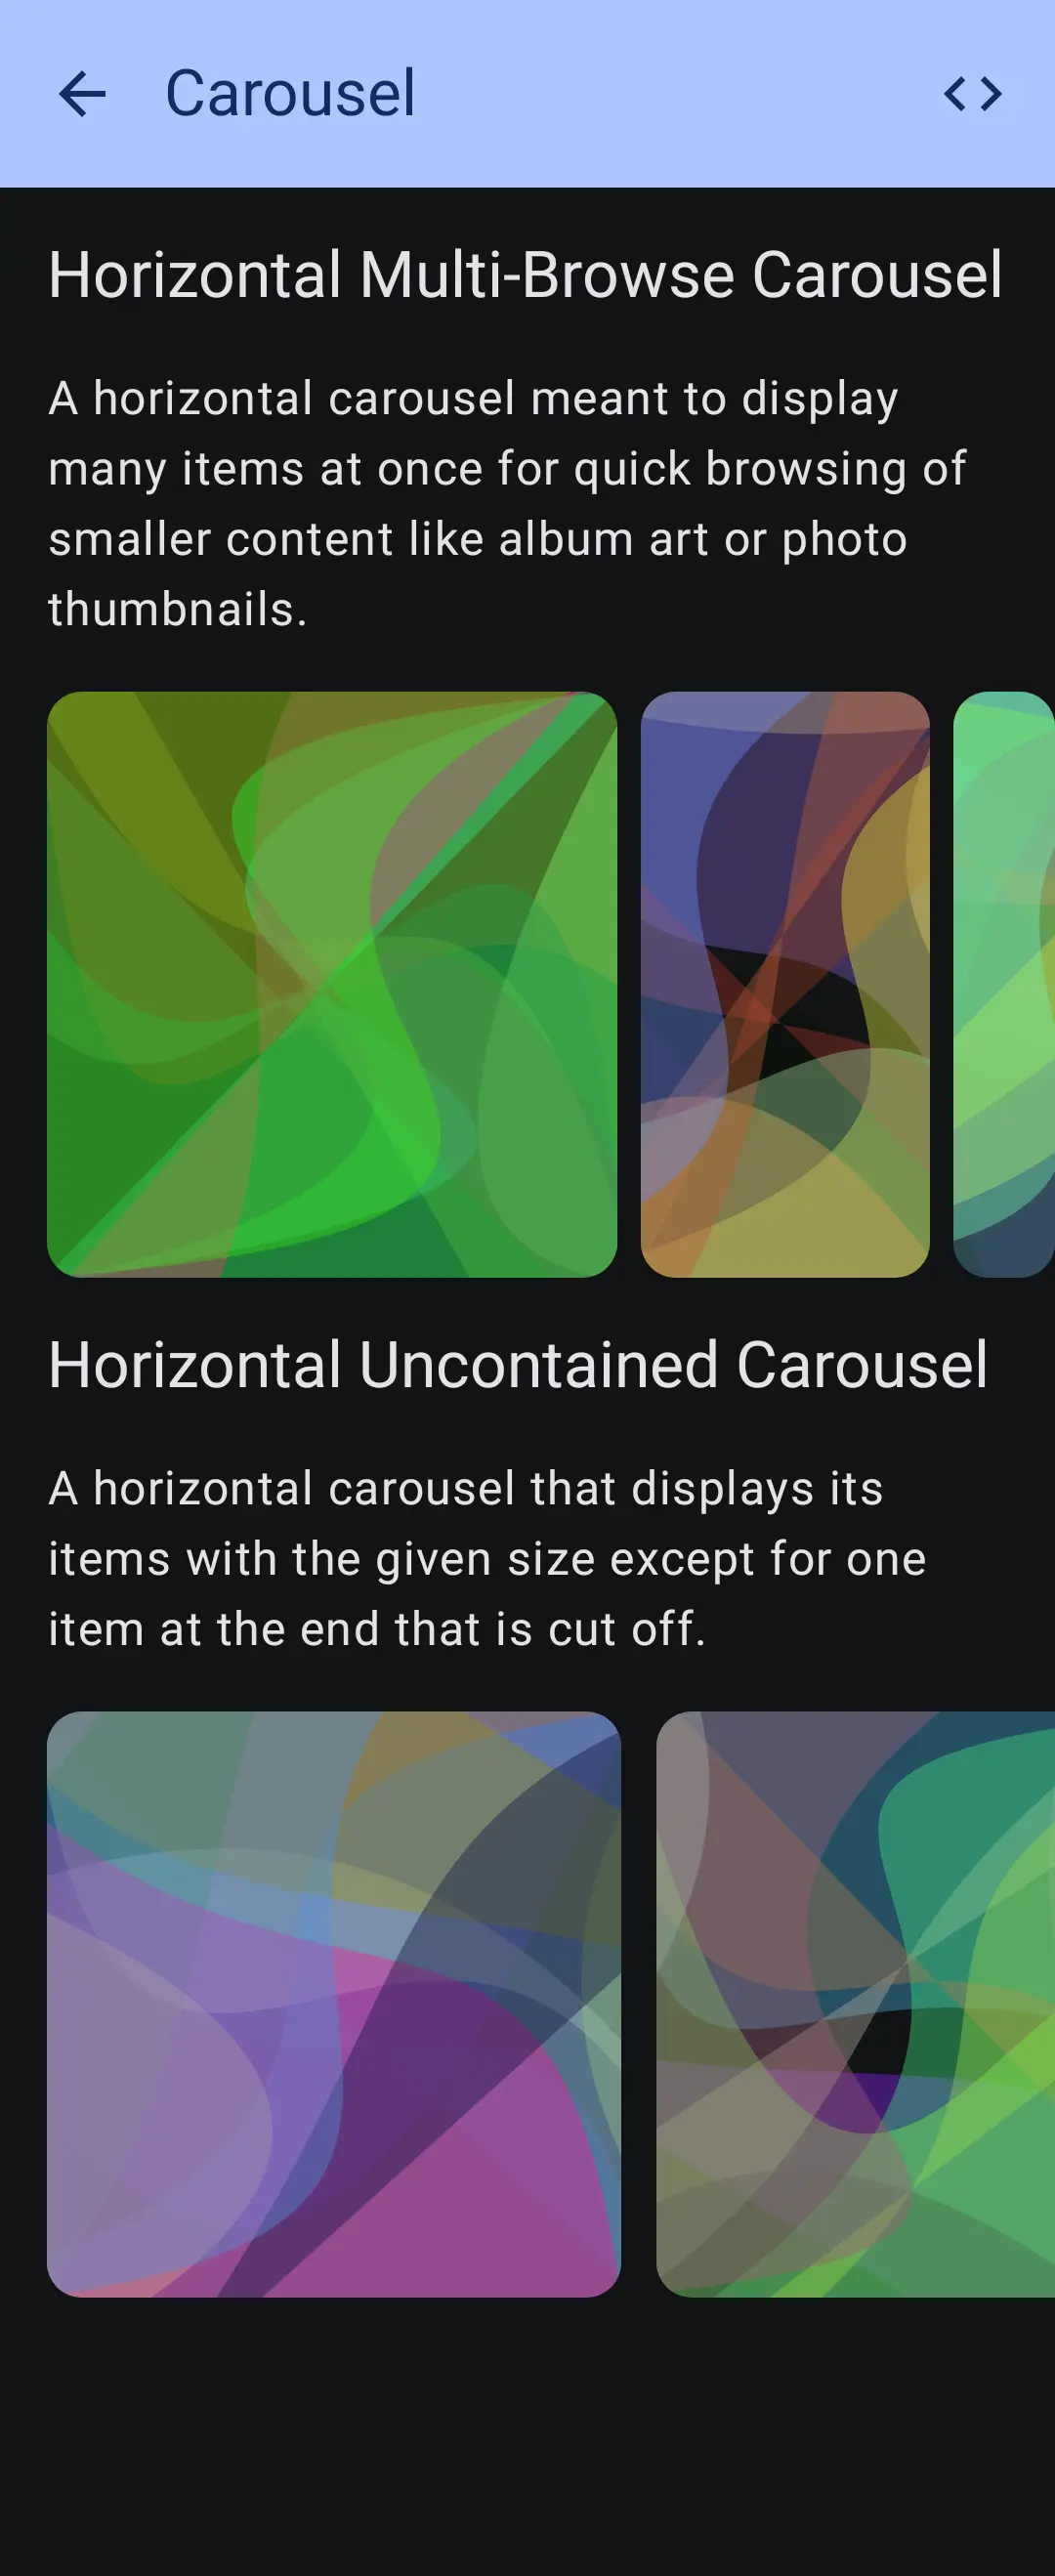 Carousel
Horizontal Multi-Browse Carousel
A horizontal carousel meant to display
many items at once for quick browsing of
smaller content like album art or photo
thumbnails.
Horizontal Uncontained Carousel
A horizontal carousel that displays its
items with the given size except for one
item at the end that is cut off.